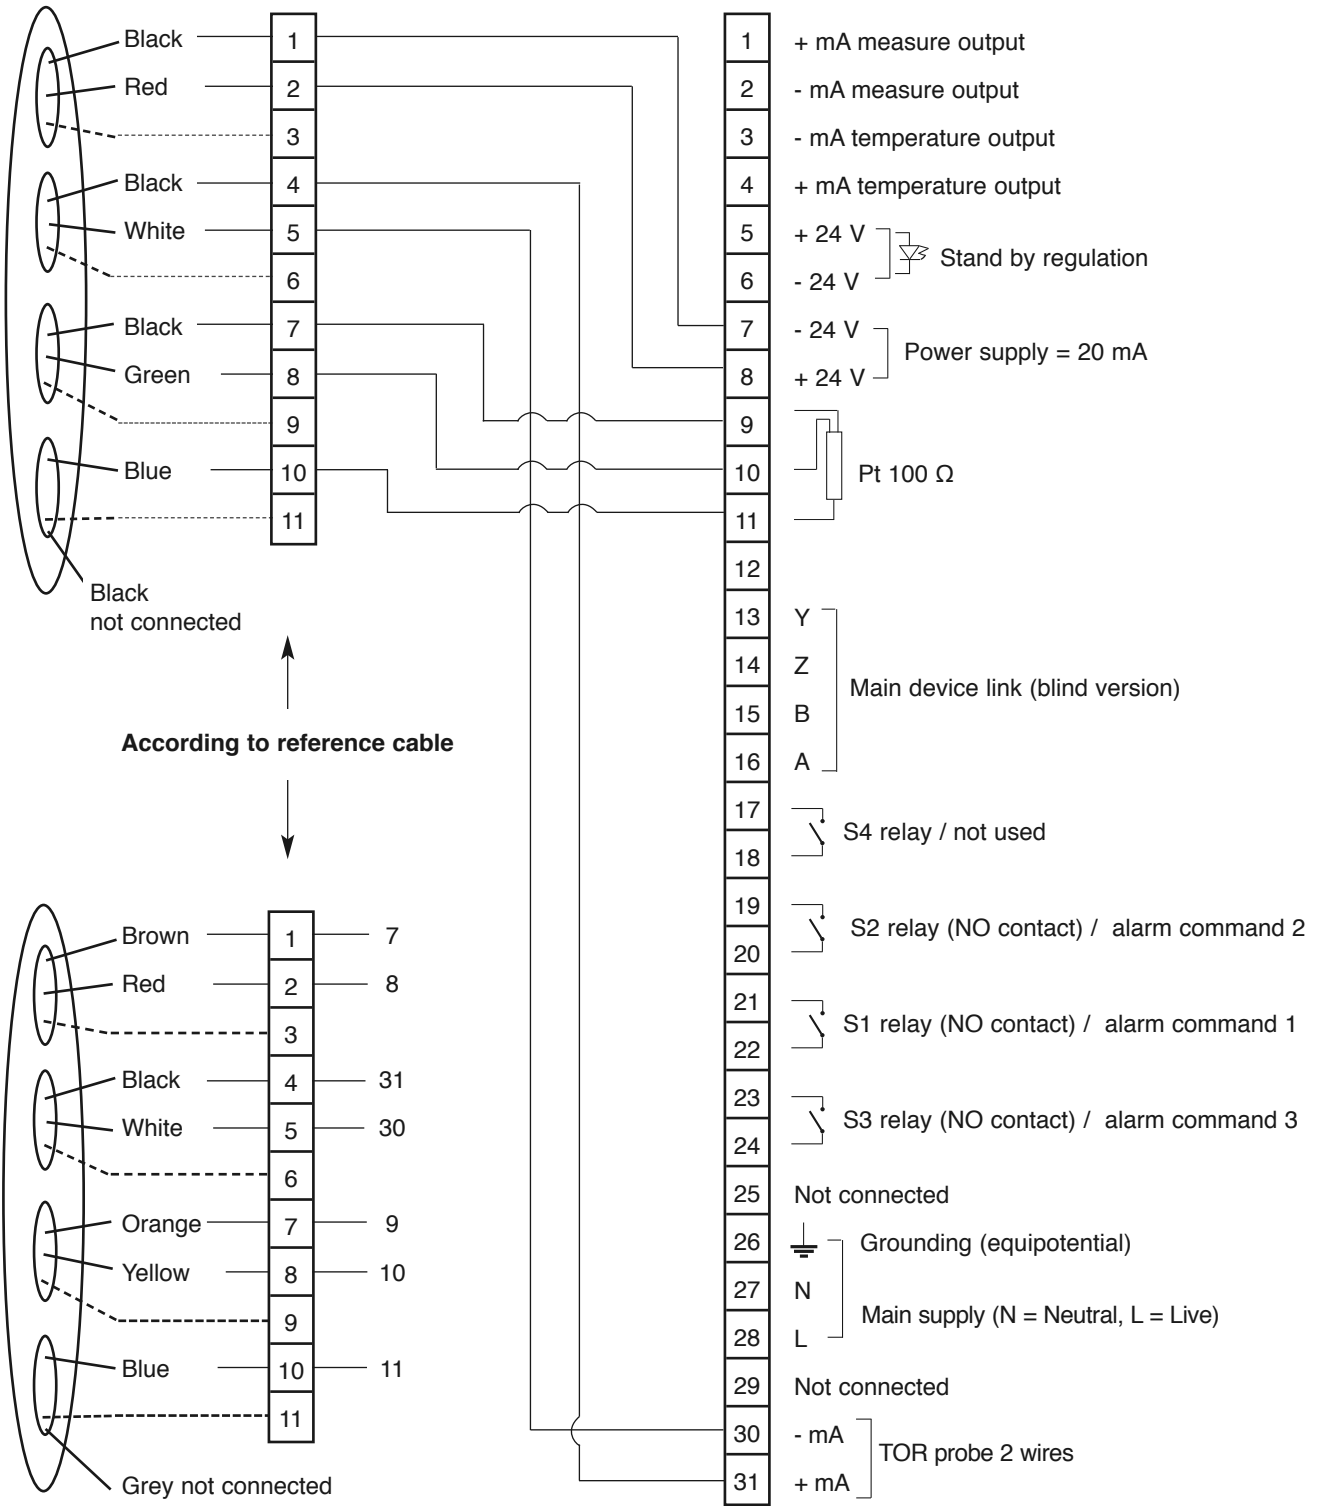 Black 1
Red 2
3
Black 4
White 5
6
Black 7
Green 8
9
Blue 10
11
Black
not connected
According to reference cable
Brown 1 7
Red 2 8
3
Black 4 31
White 5 30
6
Orange 7 9
Yellow 8 10
9
Blue 10 11
11
Grey not connected
1 + mA measure output
2 - mA measure output
3 - mA temperature output
4 + mA temperature output
5 + 24 V
Stand by regulation
6 - 24 V
7 - 24 V
Power supply = 20 mA
8 + 24 V
9
10 Pt 100 Ω
11
12
13 Y
14 Z
Main device link (blind version)
15 B
16 A
17
S4 relay / not used
18
19
S2 relay (NO contact) / alarm command 2
20
21
S1 relay (NO contact) / alarm command 1
22
23
S3 relay (NO contact) / alarm command 3
24
25 Not connected
26 Grounding (equipotential)
27 N
Main supply (N = Neutral, L = Live)
28 L
29 Not connected
30 - mA
TOR probe 2 wires
31 + mA